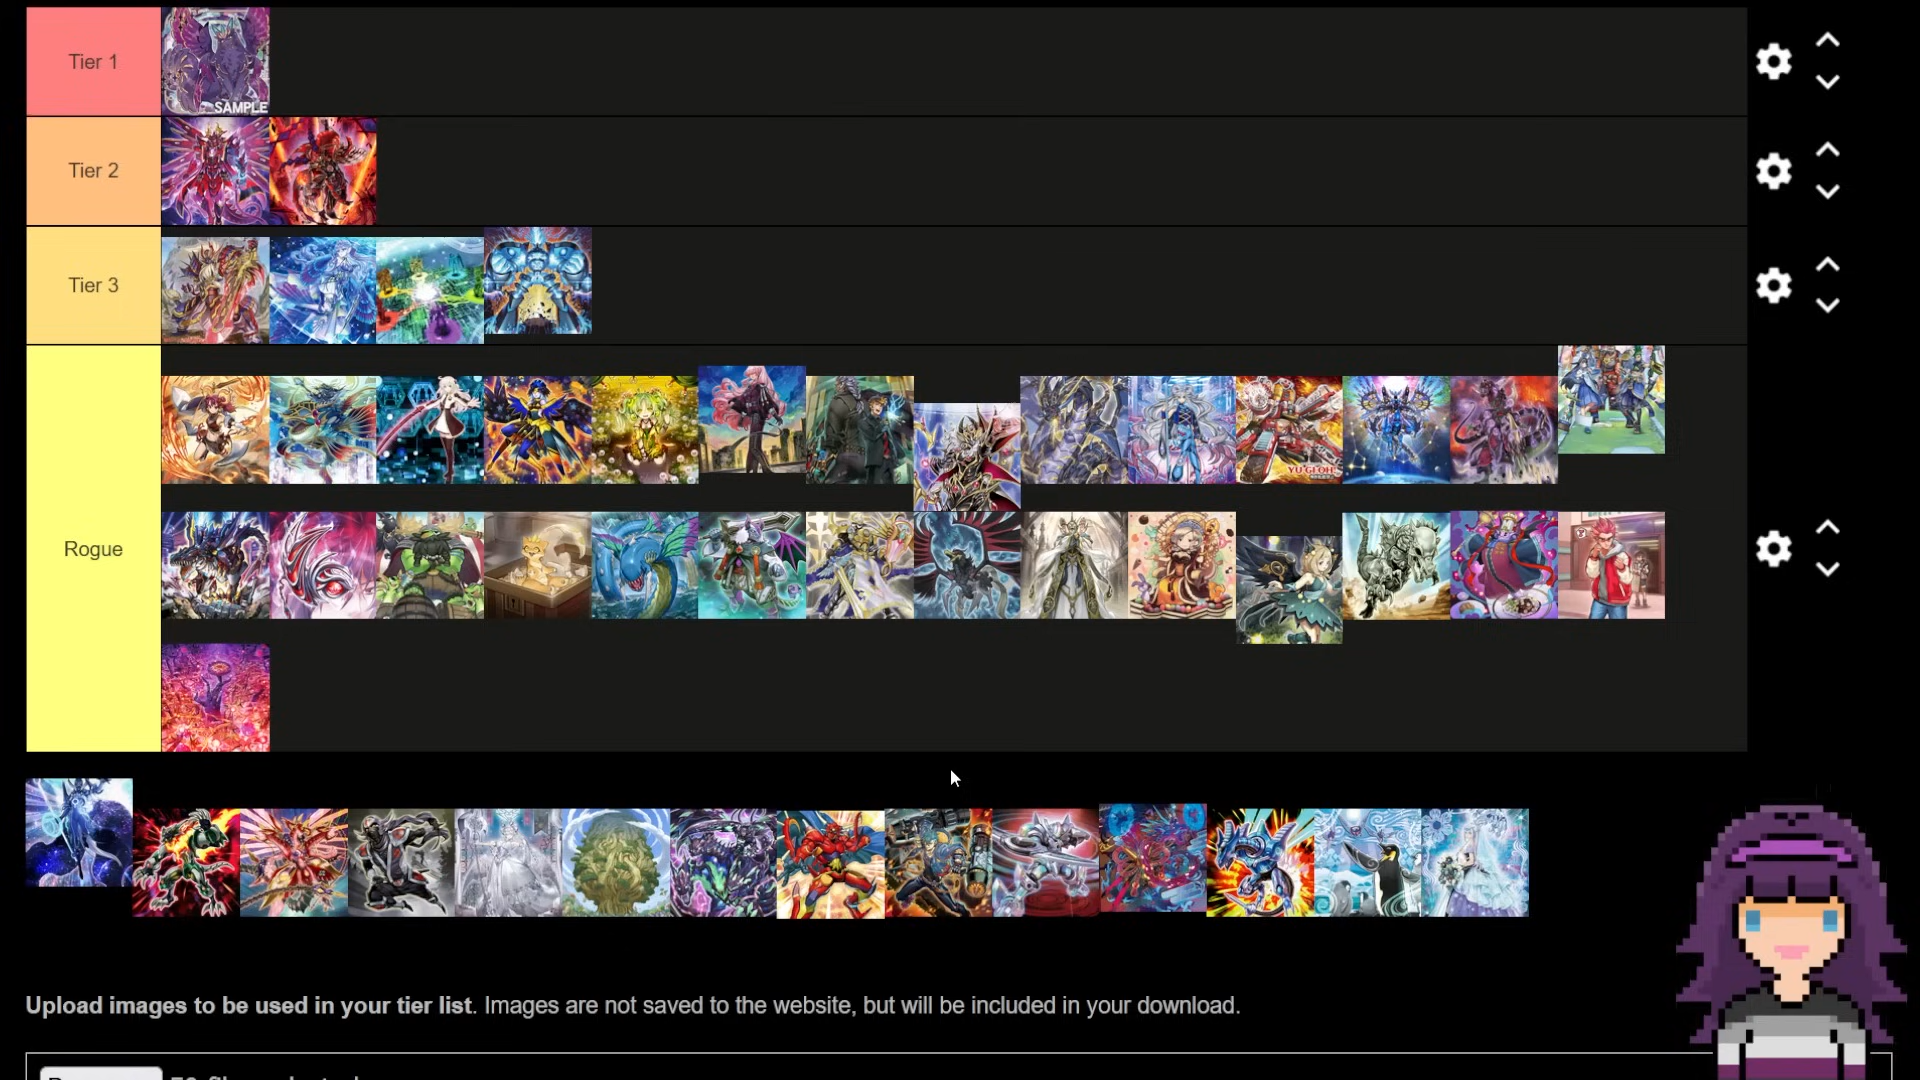 Tier 1
SAMPLE
Tier 2
Tier 3
YU-GI-OH!
Rogue
Upload images to be used in your tier list. Images are not saved to the website, but will be included in your download.